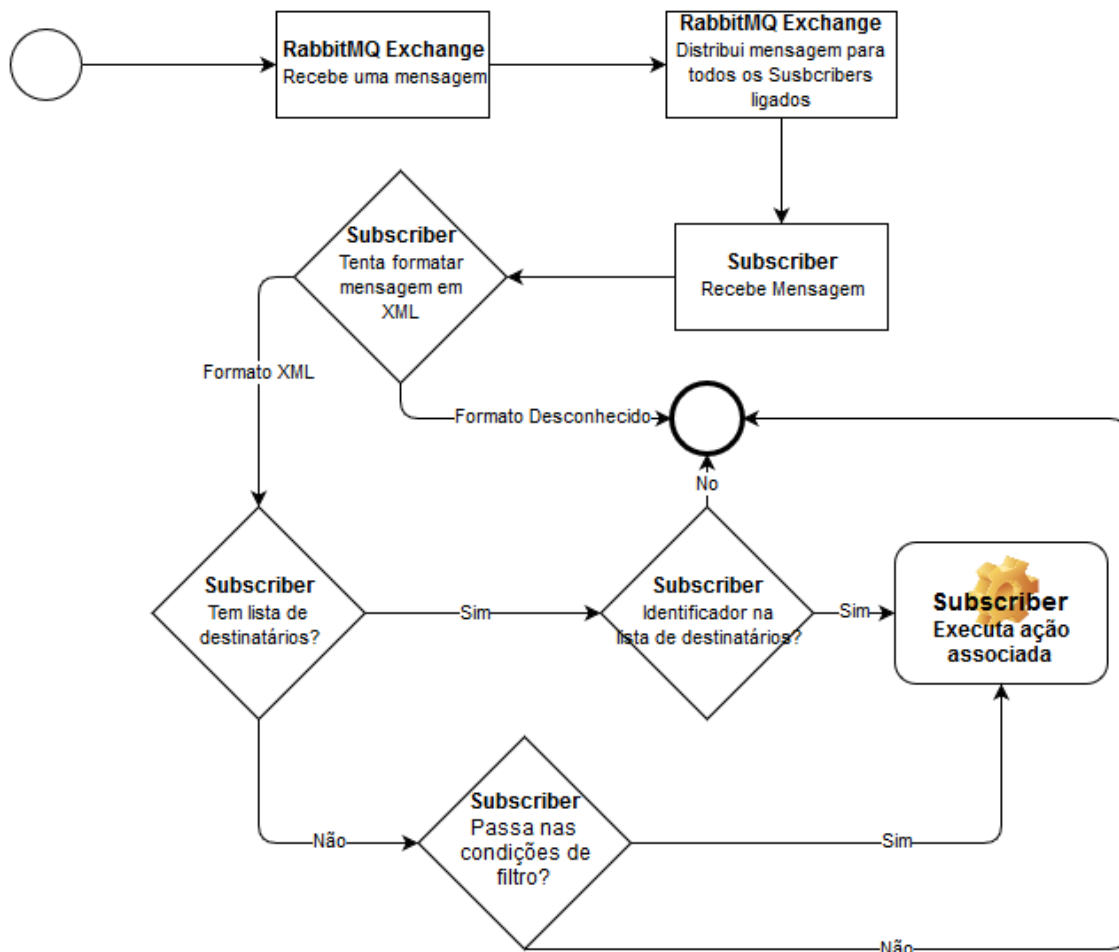 RabbitMQ Exchange
Recebe uma mensagem
RabbitMQ Exchange
Distribui mensagem para
todos os Susbcribers
ligados
Subscriber
Tenta formatar
mensagem em
XML
Subscriber
Recebe Mensagem
Formato XML
Formato Desconhecido
No
Subscriber
Tem lista de
destinatários?
Sim
Subscriber
Identificador na
lista de destinatários?
Sim
Subscriber
Executa ação
associada
Não
Subscriber
Passa nas
condições de
filtro?
Sim
Não